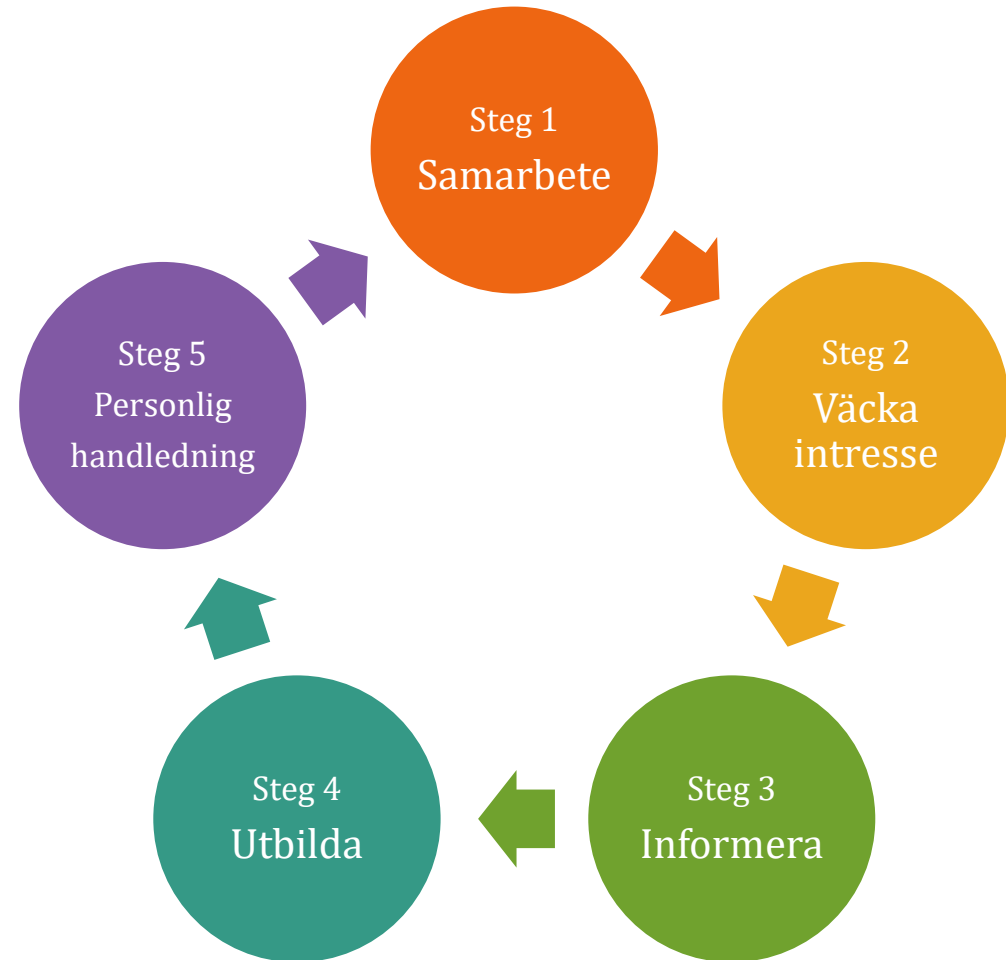 Steg 1
Samarbete
Steg 2
Väcka
intresse
Steg 3
Informera
Steg 4
Utbilda
Steg 5
Personlig
handledning